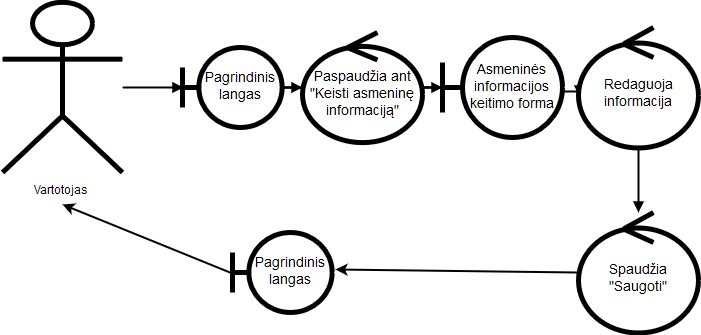 Pagrindinis
langas
Paspaudžia ant
"Keisti asmeninę
informaciją"
Asmeninės
informacijos
keitimo forma
Redaguoja
informacija
Vartotojas
Spaudžia
"Saugoti"
Pagrindinis
langas